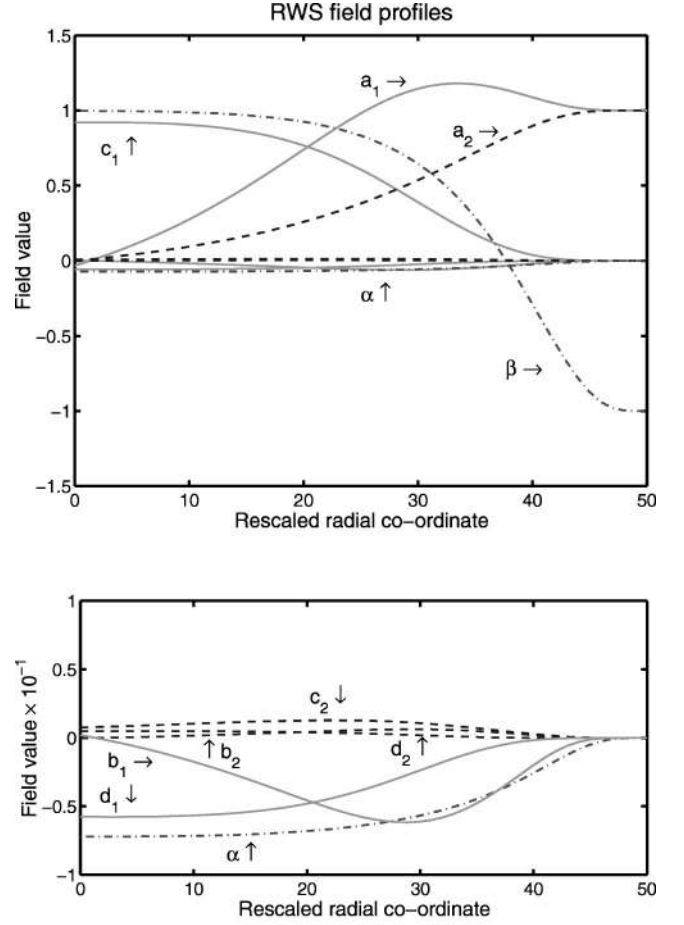 RWS field profiles
1.5
a₁ →
1
a₂ →
c₁ ↑
0.5
Field value
0
α ↑
−0.5
β →
−1
−1.5
0 10 20 30 40 50
Rescaled radial co−ordinate
1
0.5
c₂ ↓
Field value × 10⁻¹
0
b₁ →
↑ b₂
d₂ ↑
d₁ ↓
−0.5
α ↑
−1
0 10 20 30 40 50
Rescaled radial co−ordinate